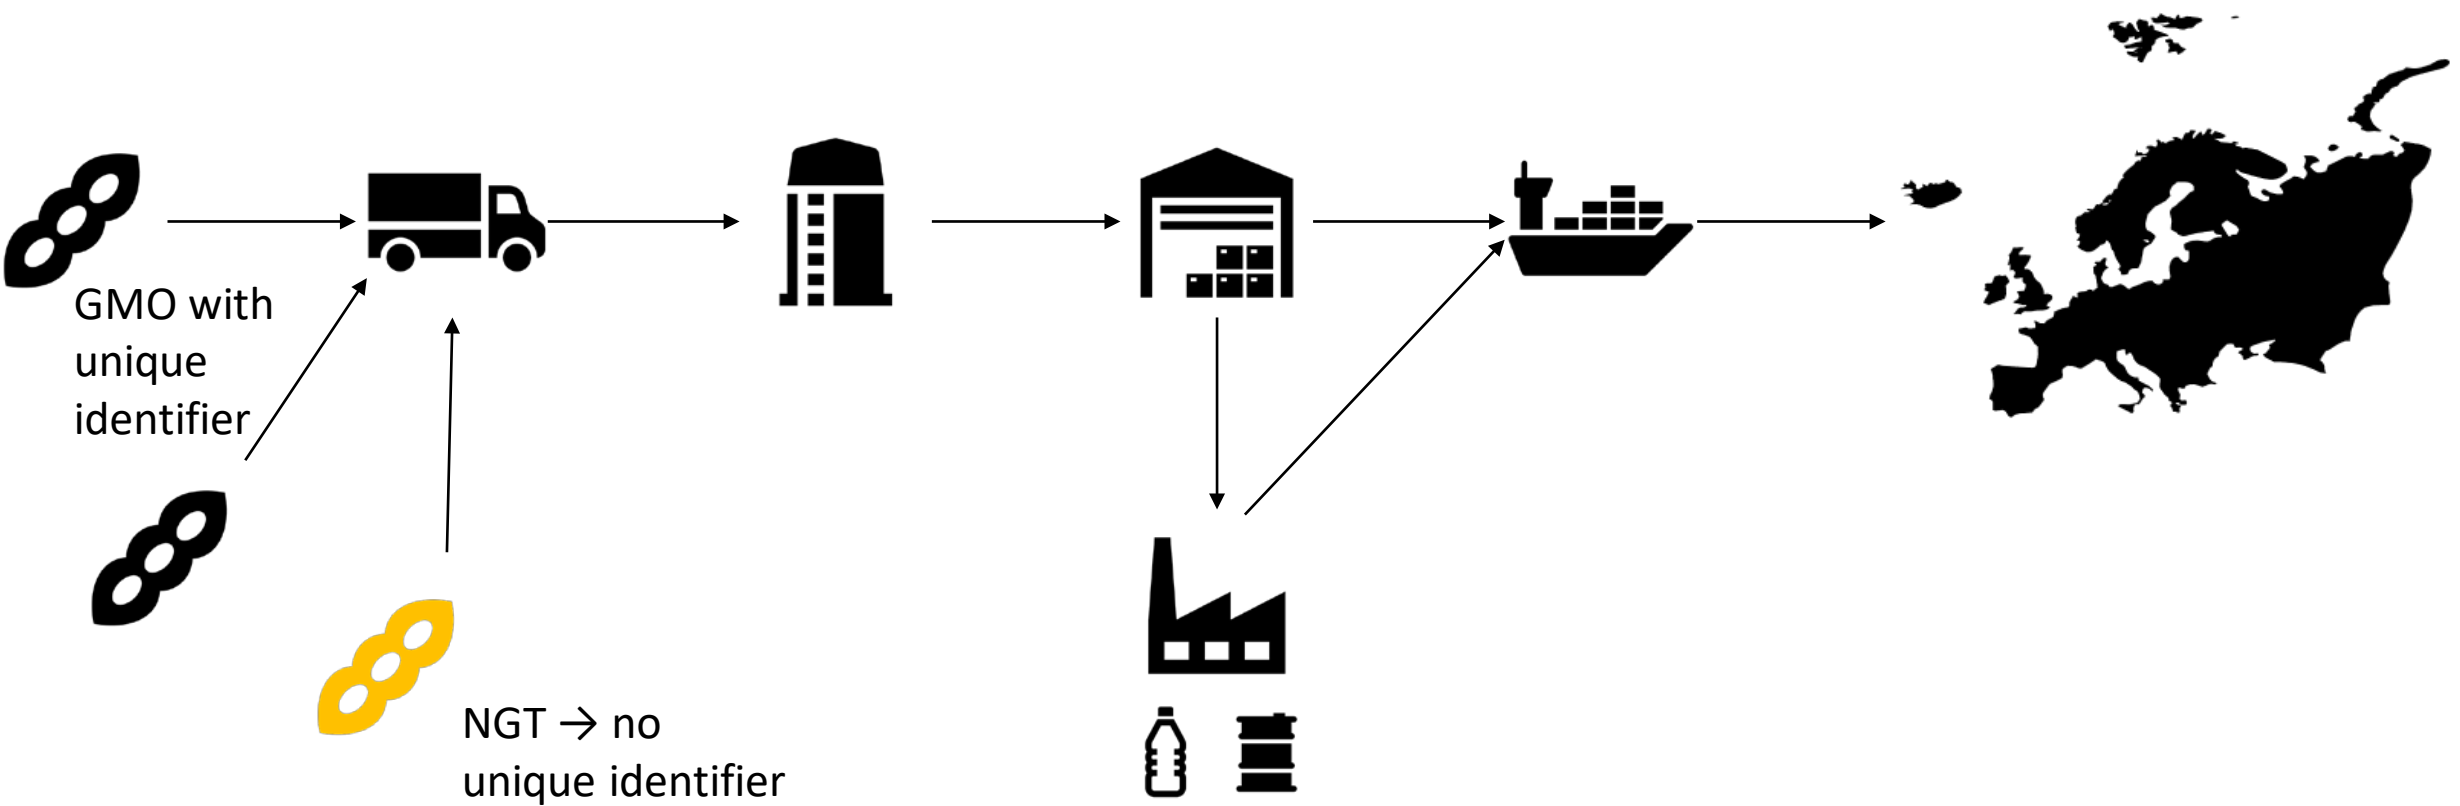 GMO with
unique
identifier
NGT → no
unique identifier